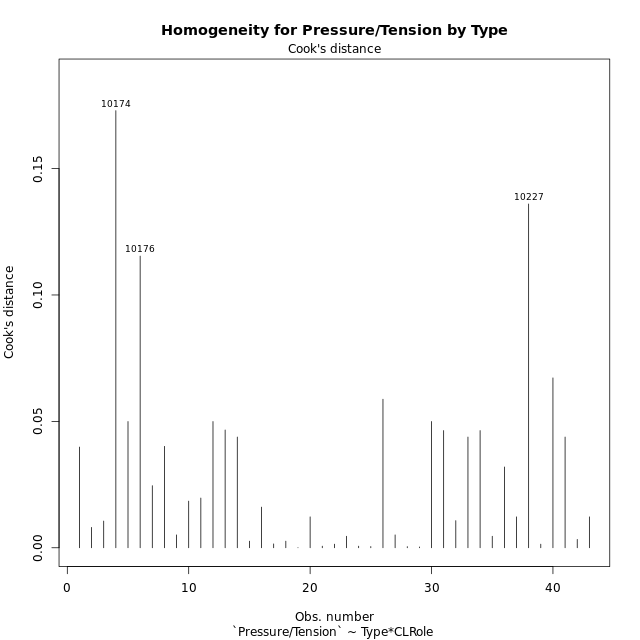 Homogeneity for Pressure/Tension by Type
Cook's distance
10174
10227
10176
Cook's distance
0.15
0.10
0.05
0.00
0 10 20 30 40
Obs. number
`Pressure/Tension` ~ Type*CLRole